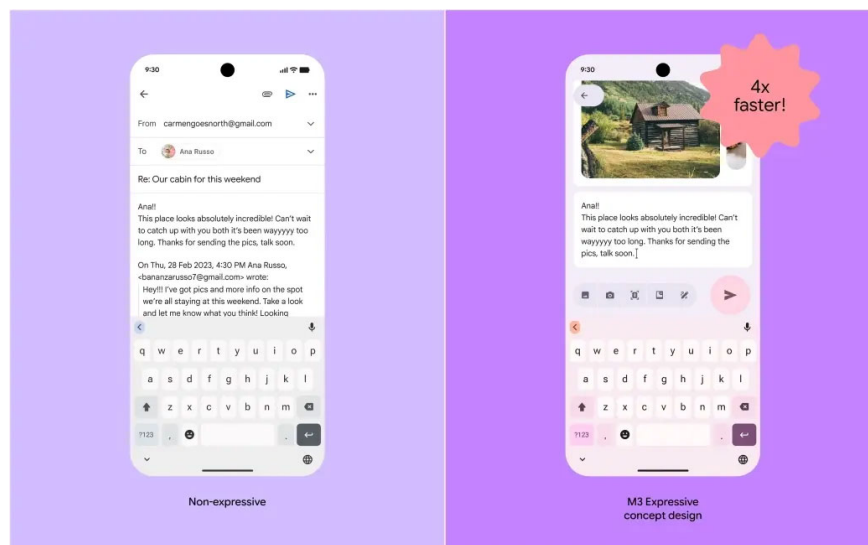 9:30
From carmengoesnorth@gmail.com
To Ana Russo
Re: Our cabin for this weekend
Ana!!
This place looks absolutely incredible! Can't wait
to catch up with you both it's been wayyyyy too
long. Thanks for sending the pics, talk soon.
On Thu, 28 Feb 2023, 4:30 PM Ana Russo,
<bananzarusso7@gmail.com> wrote:
Hey!!! I've got pics and more info on the spot
we're all staying at this weekend. Take a look
and let me know what you think! Looking
q w e r t y u i o p
a s d f g h j k l
z x c v b n m
?123 , .
Non-expressive
9:30
4x
faster!
Ana!!
This place looks absolutely incredible! Can't
wait to catch up with you both it's been
wayyyyy too long. Thanks for sending the
pics, talk soon.
q w e r t y u i o p
a s d f g h j k l
z x c v b n m
?123 , .
M3 Expressive
concept design